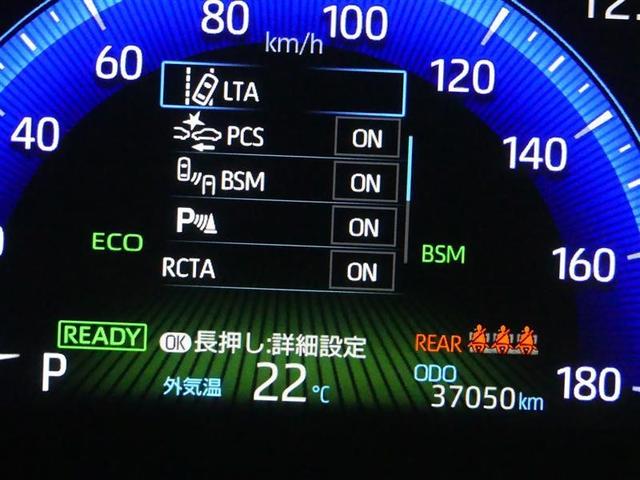 12
80
100
km/h
60
120
LTA
40
PCS ON
140
BSM ON
P ON
ECO
BSM
RCTA ON
160
READY
OK 長押し:詳細設定
REAR
P
外気温 22℃
ODO
37050km
180